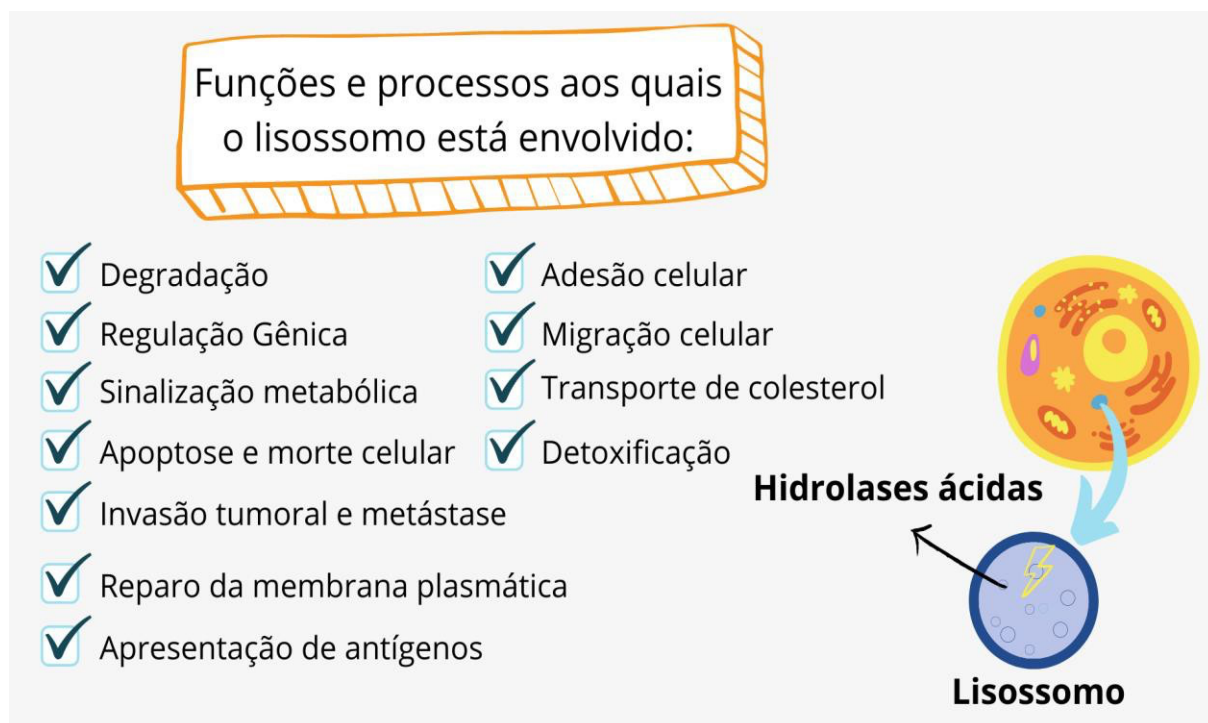 Funções e processos aos quais
o lisossomo está envolvido:
Degradação
Regulação Gênica
Sinalização metabólica
Apoptose e morte celular
Invasão tumoral e metástase
Reparo da membrana plasmática
Apresentação de antígenos
Adesão celular
Migração celular
Transporte de colesterol
Detoxificação
Hidrolases ácidas
Lisossomo